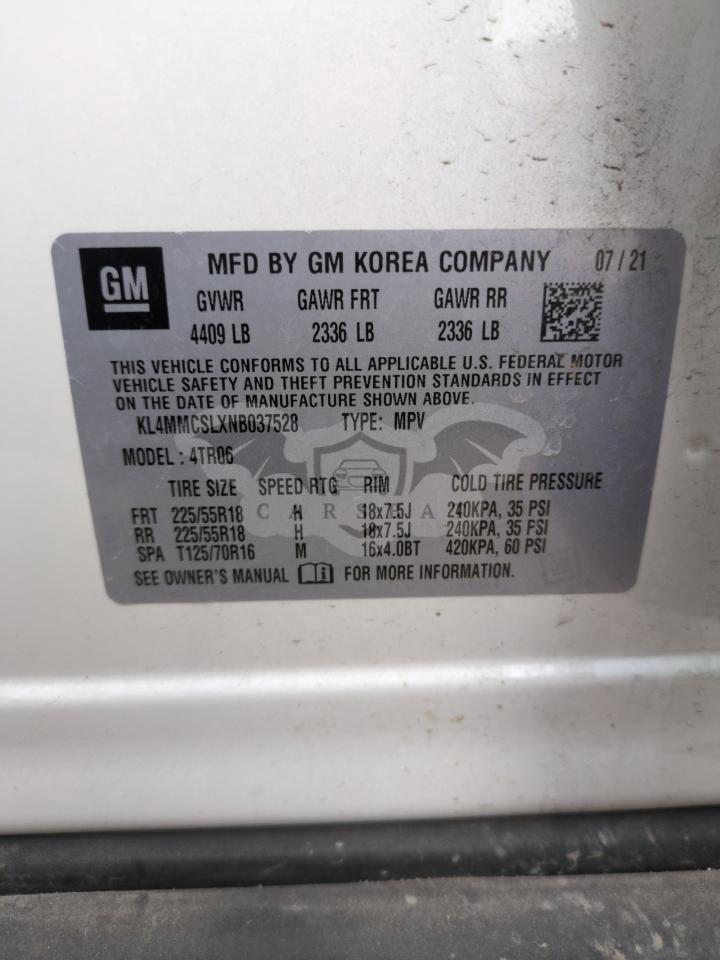 GM MFD BY GM KOREA COMPANY 07/21
GVWR GAWR FRT GAWR RR
4409 LB 2336 LB 2336 LB
THIS VEHICLE CONFORMS TO ALL APPLICABLE U.S. FEDERAL MOTOR
VEHICLE SAFETY AND THEFT PREVENTION STANDARDS IN EFFECT
ON THE DATE OF MANUFACTURE SHOWN ABOVE.
KL4MMCSLXNB037528 TYPE: MPV
MODEL: 4TR06
TIRE SIZE SPEED RTG RIM COLD TIRE PRESSURE
FRT 225/55R18 H 18x7.5J 240KPA, 35 PSI
RR 225/55R18 H 18x7.5J 240KPA, 35 PSI
SPA T125/70R16 M 16x4.0BT 420KPA, 60 PSI
SEE OWNER'S MANUAL FOR MORE INFORMATION.